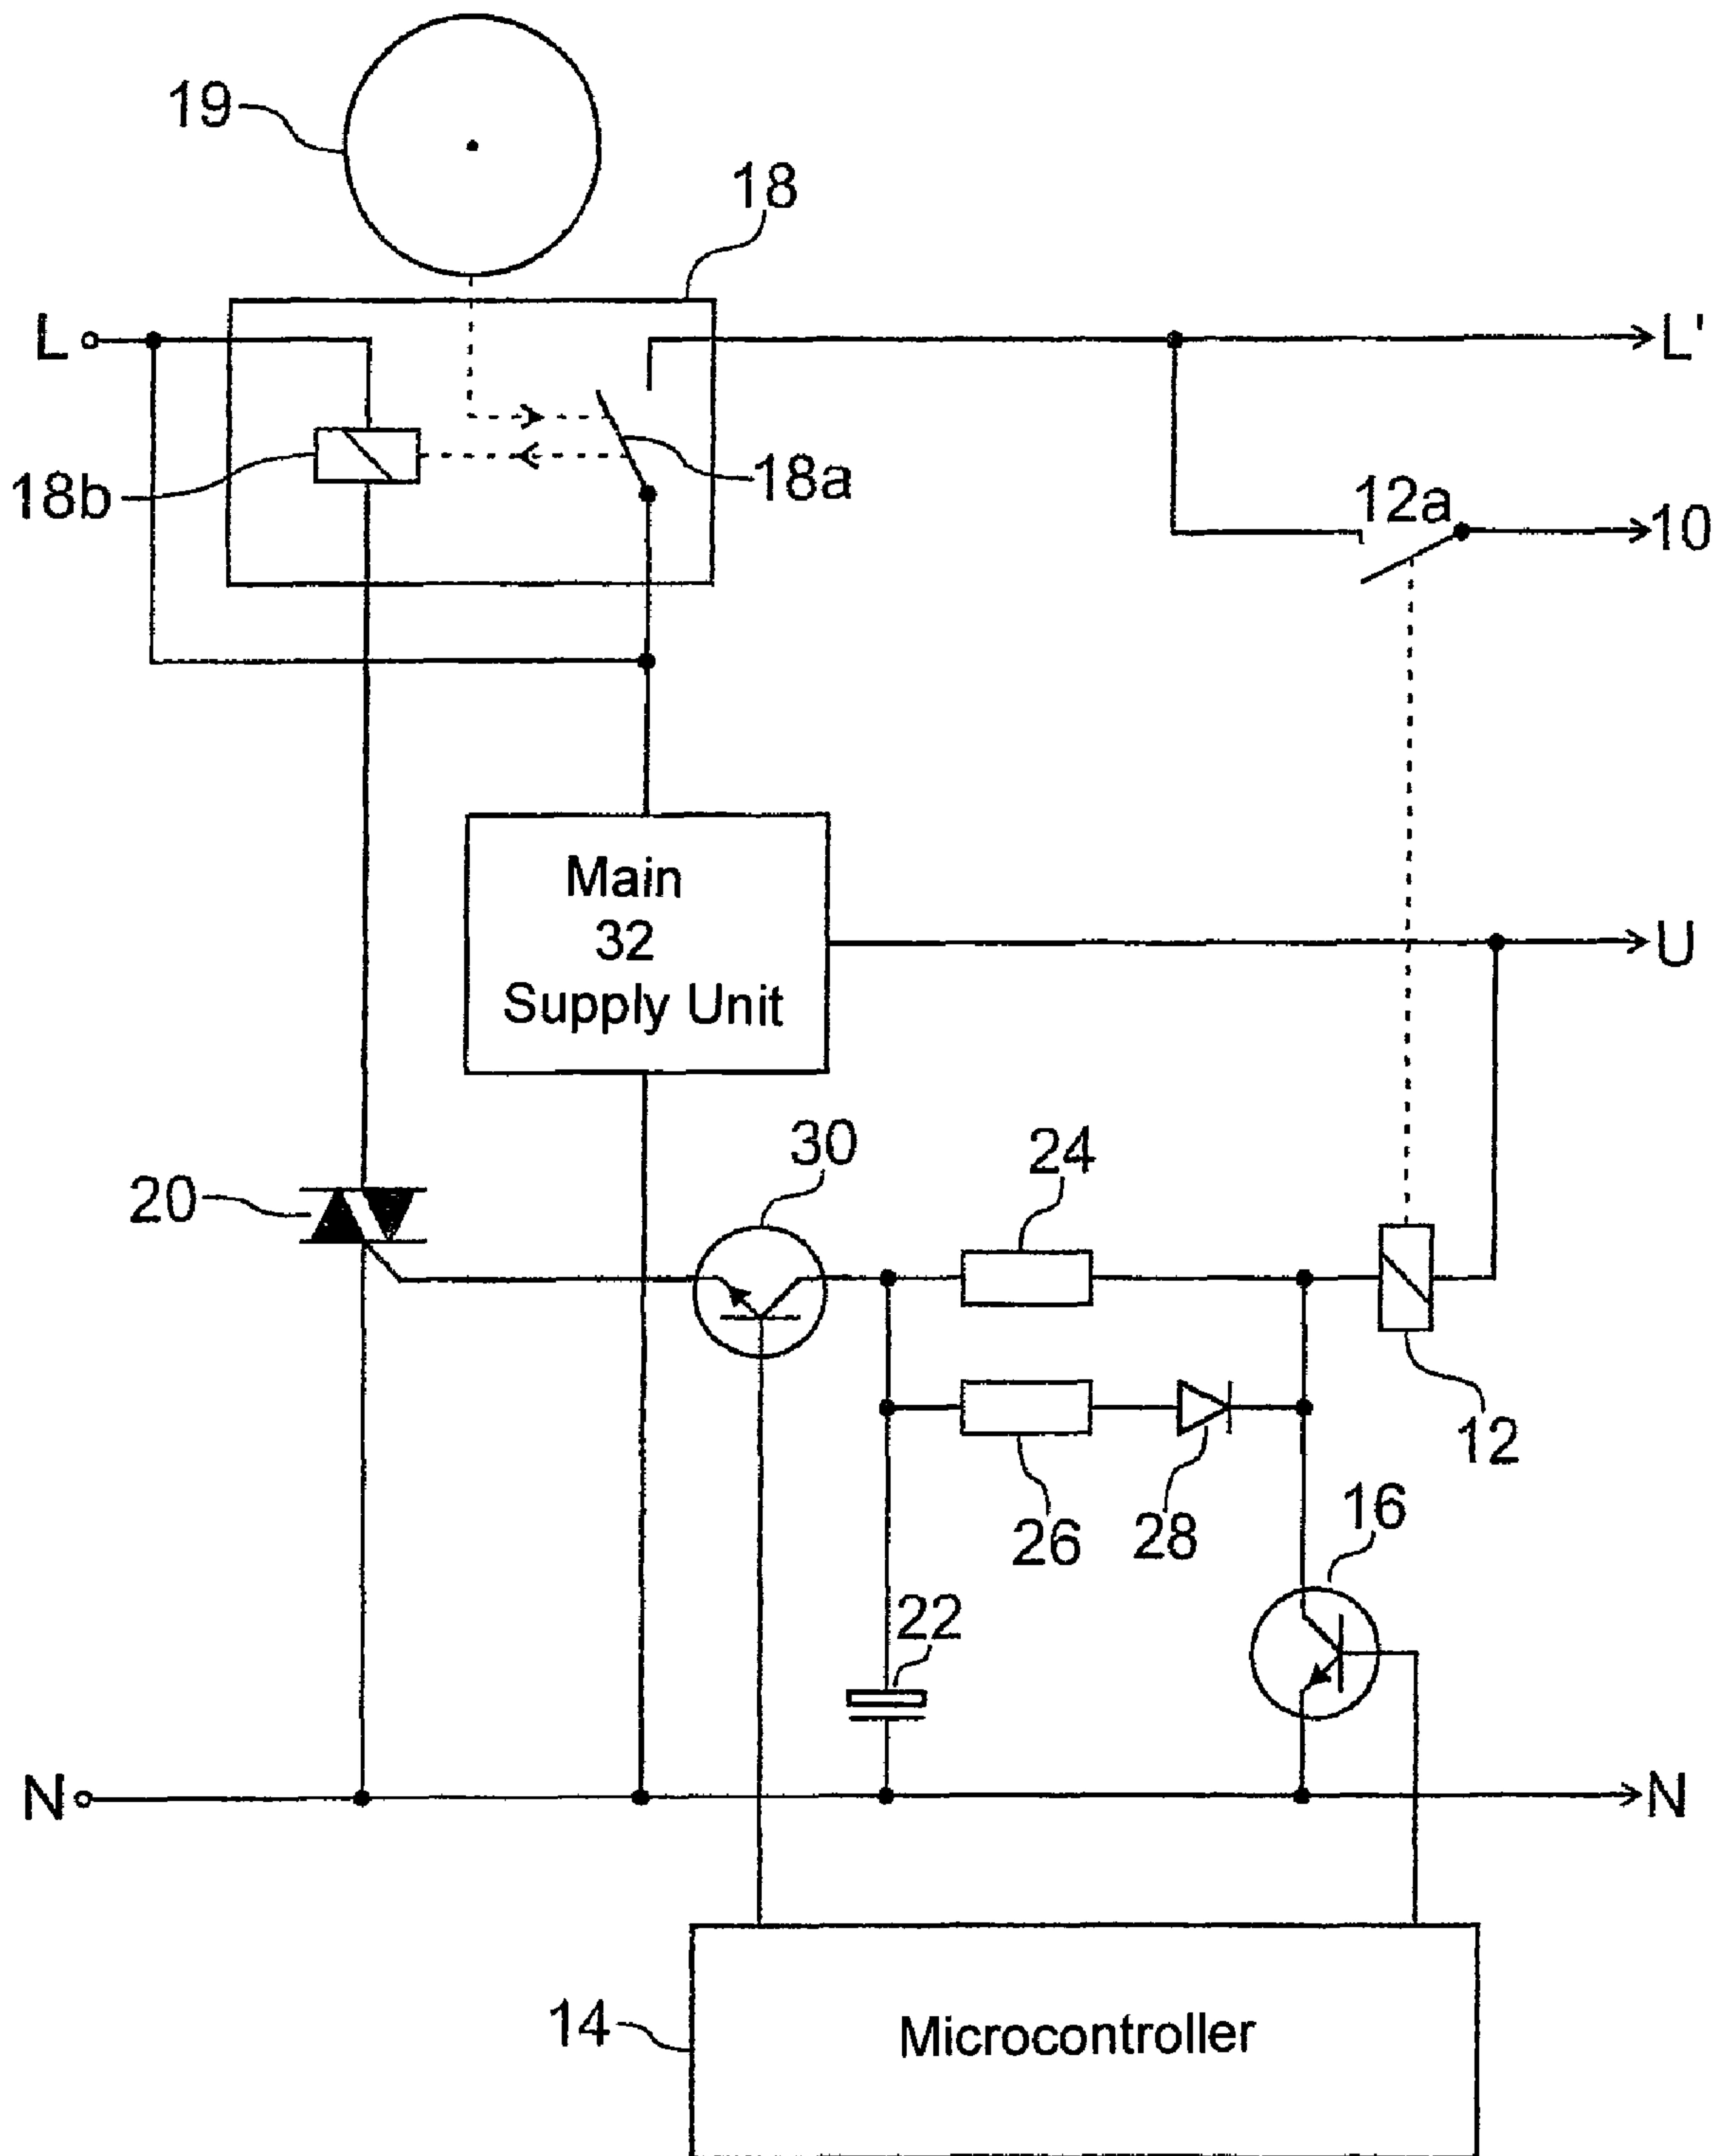 19
18
L
L'
18b
18a
12a
10
Main
32
Supply Unit
U
20
30
24
12
26
28
16
22
N
N
14
Microcontroller